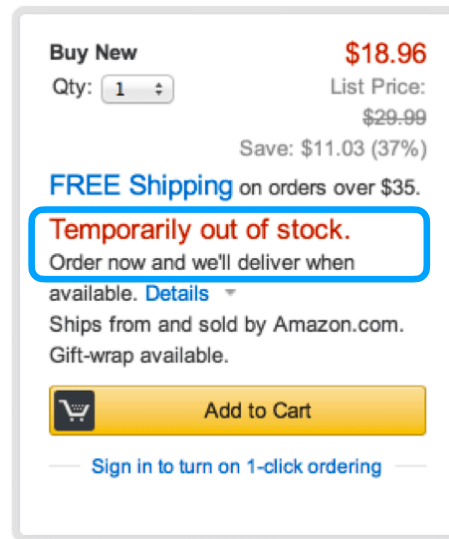 Buy New $18.96
Qty: 1 List Price:
$29.99
Save: $11.03 (37%)
FREE Shipping on orders over $35.
Temporarily out of stock.
Order now and we'll deliver when
available. Details
Ships from and sold by Amazon.com.
Gift-wrap available.
Add to Cart
Sign in to turn on 1-click ordering